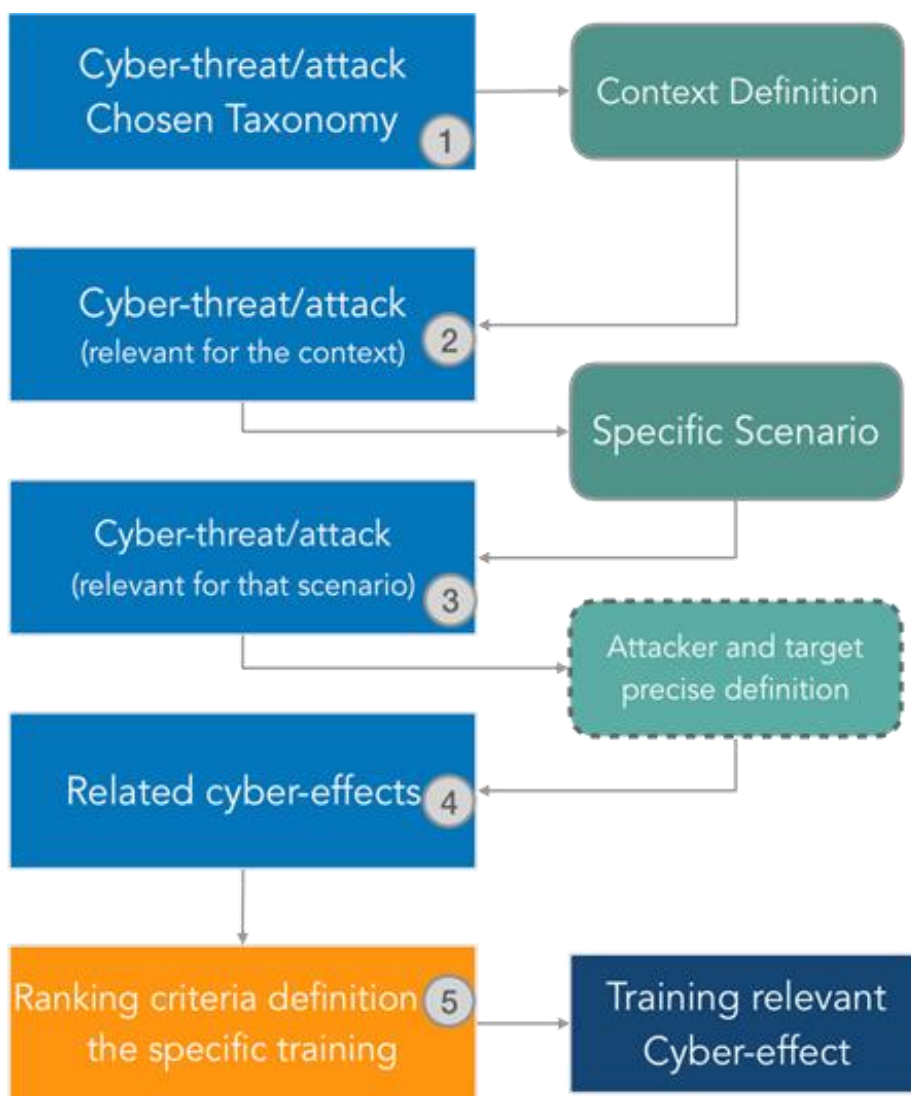 Cyber-threat/attack
Chosen Taxonomy
1
Context Definition
Cyber-threat/attack
(relevant for the context)
2
Specific Scenario
Cyber-threat/attack
(relevant for that scenario)
3
Attacker and target
precise definition
Related cyber-effects
4
Ranking criteria definition
the specific training
5
Training relevant
Cyber-effect